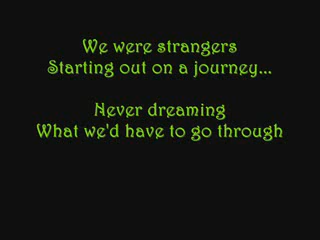 We were strangers
Starting out on a journey...
Never dreaming
What we'd have to go through